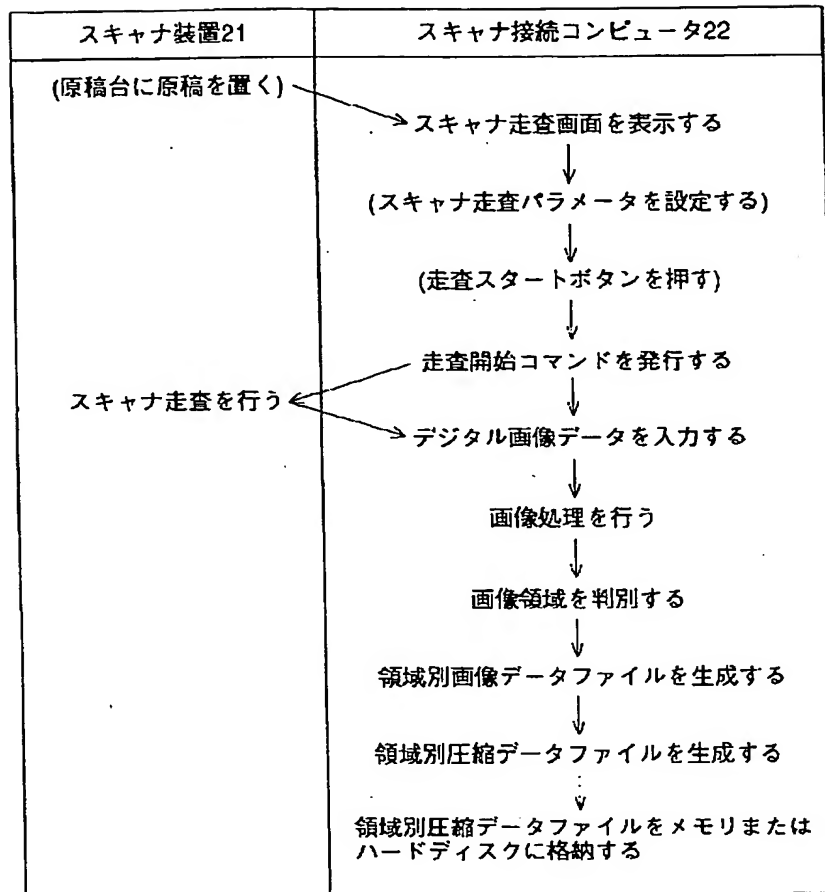 スキャナ装置21
スキャナ接続コンピュータ22
(原稿台に原稿を置く)
スキャナ走査画面を表示する
(スキャナ走査パラメータを設定する)
(走査スタートボタンを押す)
走査開始コマンドを発行する
スキャナ走査を行う
デジタル画像データを入力する
画像処理を行う
画像領域を判別する
領域別画像データファイルを生成する
領域別圧縮データファイルを生成する
領域別圧縮データファイルをメモリまたは
ハードディスクに格納する